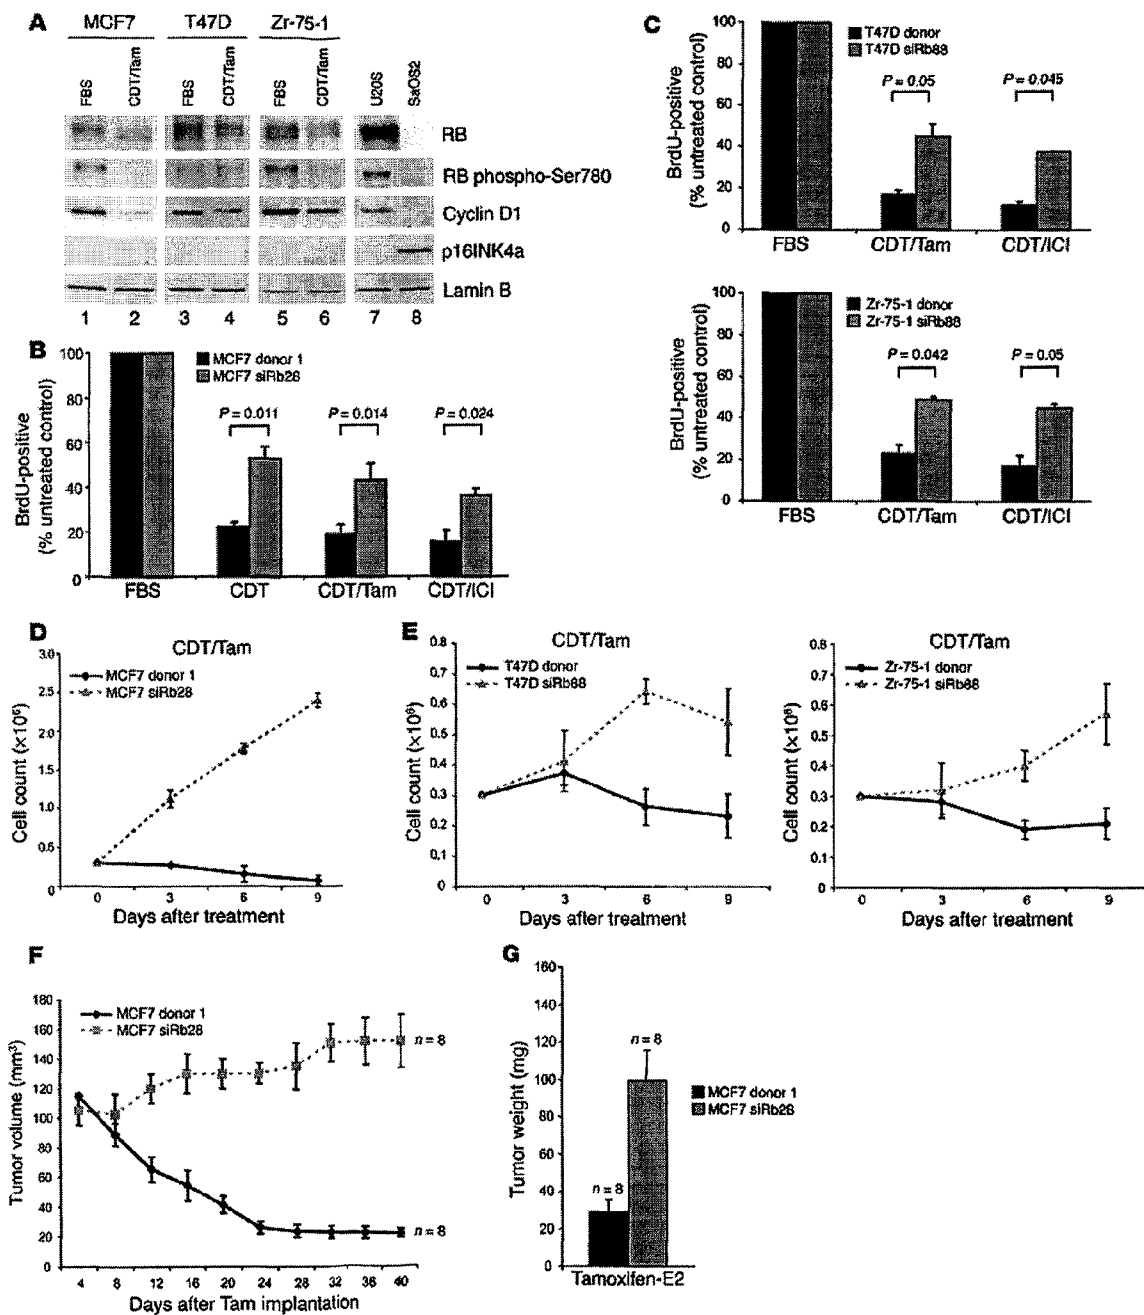 A
MCF7 T47D Zr-75-1
FBS CDT/Tam FBS CDT/Tam FBS CDT/Tam U20S SaOS2
RB
RB phospho-Ser780
Cyclin D1
p16INK4a
Lamin B
1 2 3 4 5 6 7 8
B
BrdU-positive
(% untreated control)
100
80
60
40
20
0
MCF7 donor 1
MCF7 siRb28
P = 0.011 P = 0.014 P = 0.024
FBS CDT CDT/Tam CDT/ICI
C
BrdU-positive
(% untreated control)
100
80
60
40
20
0
T47D donor
T47D siRb88
P = 0.05 P = 0.045
FBS CDT/Tam CDT/ICI
BrdU-positive
(% untreated control)
100
80
60
40
20
0
Zr-75-1 donor
Zr-75-1 siRb88
P = 0.042 P = 0.05
FBS CDT/Tam CDT/ICI
D
CDT/Tam
Cell count (×10⁶)
3.0
2.5
2.0
1.5
1.0
0.5
0
MCF7 donor 1
MCF7 siRb28
0 3 6 9
Days after treatment
E
CDT/Tam
Cell count (×10⁶)
0.8
0.7
0.6
0.5
0.4
0.3
0.2
0.1
0
T47D donor
T47D siRb88
0 3 6 9
Days after treatment
CDT/Tam
Cell count (×10⁶)
0.8
0.7
0.6
0.5
0.4
0.3
0.2
0.1
0
Zr-75-1 donor
Zr-75-1 siRb88
0 3 6 9
Days after treatment
F
Tumor volume (mm³)
180
160
140
120
100
80
60
40
20
0
MCF7 donor 1
MCF7 siRb28
n = 8
n = 8
4 8 12 16 20 24 28 32 36 40
Days after Tam implantation
G
Tumor weight (mg)
160
140
120
100
80
60
40
20
0
n = 8
n = 8
MCF7 donor 1
MCF7 siRb28
Tamoxifen-E2